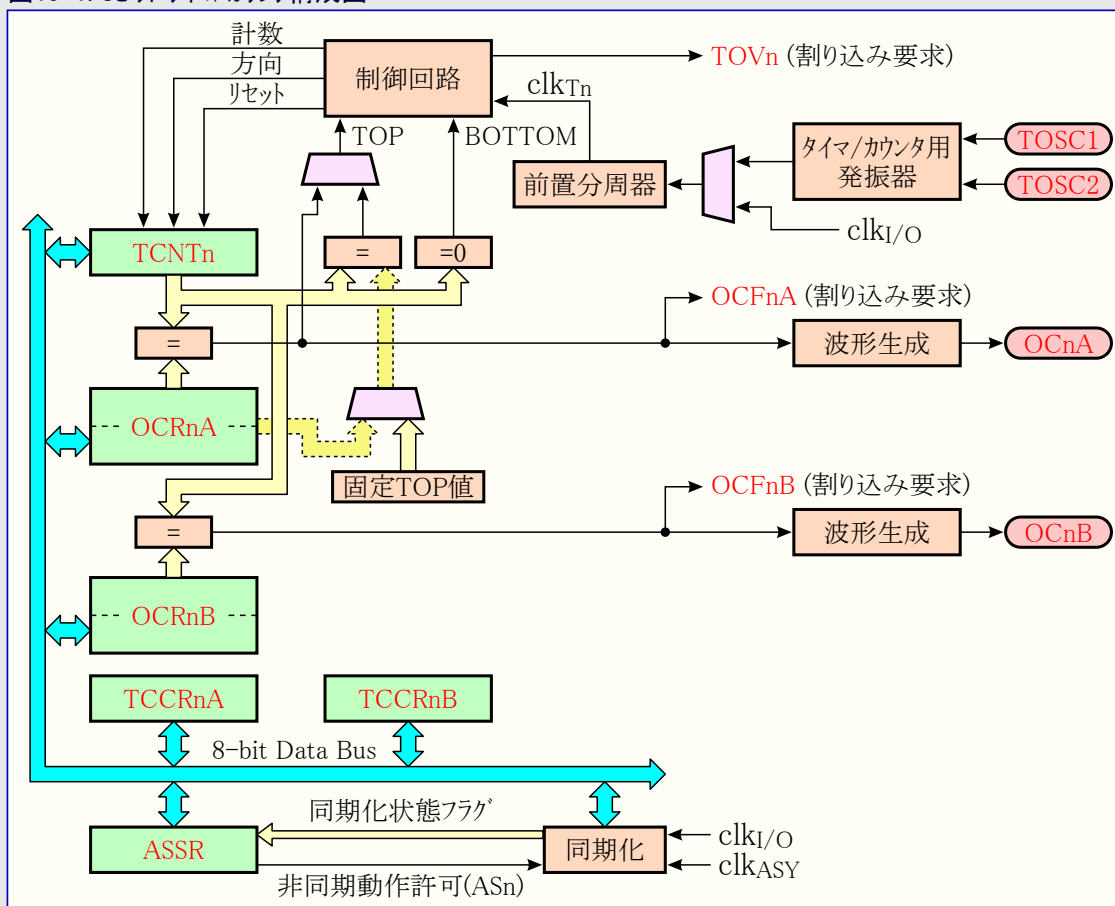 計数
方向
リセット
制御回路
TOVn (割り込み要求)
clkTn
TOP
BOTTOM
前置分周器
タイマ/カウンタ用
発振器
TOSC1
TOSC2
clkI/O
TCNTn
=
=0
OCFnA (割り込み要求)
=
波形生成
OCnA
OCRnA
固定TOP値
OCFnB (割り込み要求)
=
波形生成
OCnB
OCRnB
TCCRnA
TCCRnB
8-bit Data Bus
同期化状態フラグ
ASSR
同期化
clkI/O
clkASY
非同期動作許可(ASn)